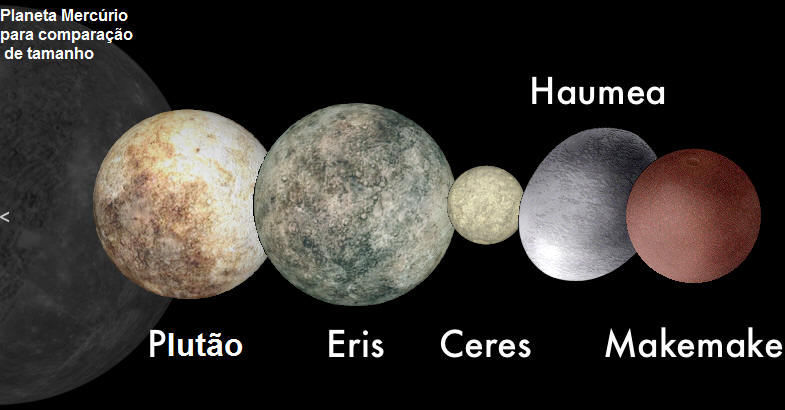 Planeta Mercúrio
para comparação
de tamanho
Haumea
<
Plutão Eris Ceres Makemake